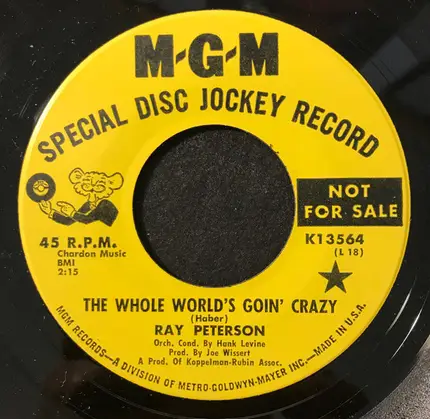 M-G-M
SPECIAL DISC JOCKEY RECORD
NOT
FOR SALE
45 R.P.M.
Chardon Music
BMI
2:15
K13564
(L 18)
THE WHOLE WORLD'S GOIN' CRAZY
(Haber)
RAY PETERSON
Orch. Cond. By Hank Levine
Prod. By Joe Wissert
A Prod. Of Koppelman-Rubin Assoc.
MGM RECORDS—A DIVISION OF METRO-GOLDWYN-MAYER INC.—MADE IN U.S.A.